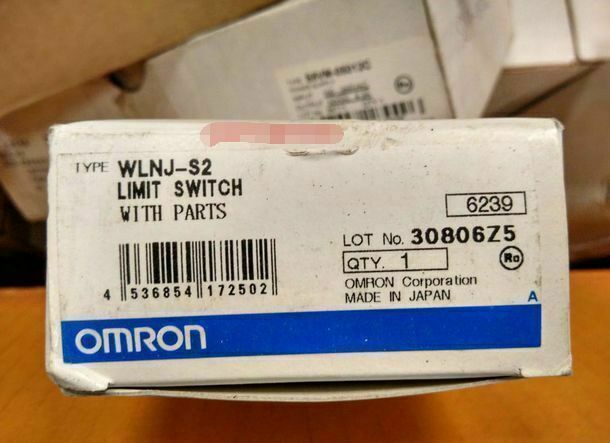 TYPE WLNJ-S2
LIMIT SWITCH
WITH PARTS
6239
LOT No. 30806Z5
QTY. 1
Ro
OMRON Corporation
MADE IN JAPAN
A
4 536854 172502
OMRON